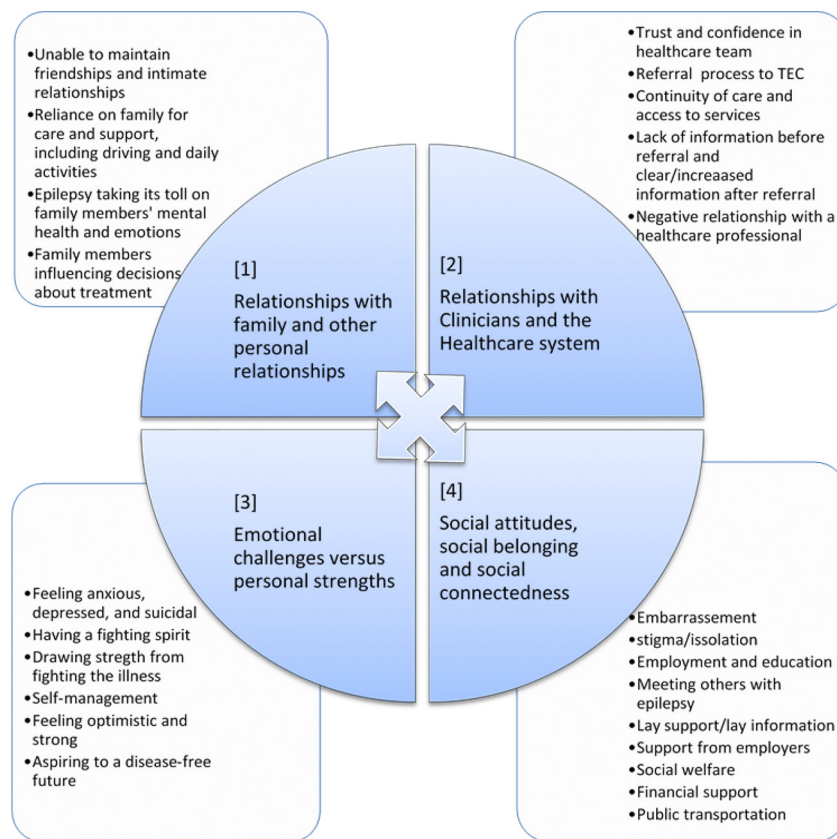 •Unable to maintain
friendships and intimate
relationships
•Reliance on family for
care and support,
including driving and daily
activities
•Epilepsy taking its toll on
family members' mental
health and emotions
•Family members
influencing decisions
about treatment
•Trust and confidence in
healthcare team
•Referral process to TEC
•Continuity of care and
access to services
•Lack of information before
referral and
clear/increaased
information after referral
•Negative relationship with a
healthcare professional
[1]
Relationships with
family and other
personal
relationships
[2]
Relationships with
Clinicians and the
Healthcare system
[3]
Emotional
challenges versus
personal strengths
[4]
Social attitudes,
social belonging
and social
connectedness
•Feeling anxious,
depressed, and suicidal
•Having a fighting spirit
•Drawing stregth from
fighting the illness
•Self-management
•Feeling optimistic and
strong
•Aspiring to a disease-free
future
•Embarrassement
•stigma/issolation
•Employment and education
•Meeting others with
epilepsy
•Lay support/lay information
•Support from employers
•Social welfare
•Financial support
•Public transportation